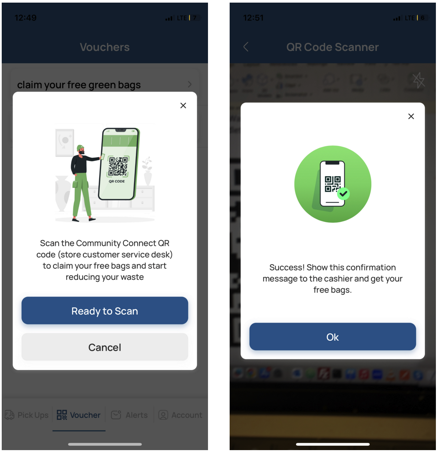 12:49
LTE
Vouchers
claim your free green bags
QR CODE
Scan the Community Connect QR
code (store customer service desk)
to claim your free bags and start
reducing your waste
Ready to Scan
Cancel
Pick Ups
Voucher
Alerts
Account
12:51
LTE
QR Code Scanner
Success! Show this confirmation
message to the cashier and get your
free bags.
Ok